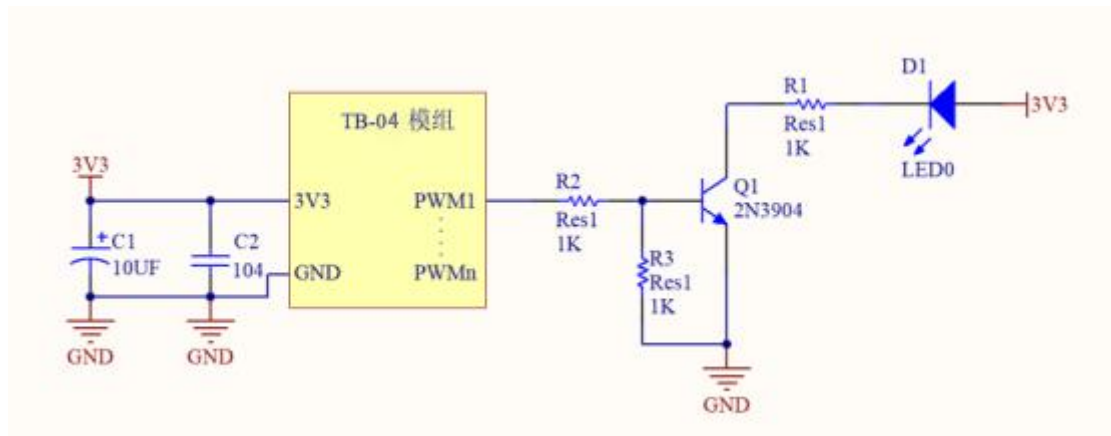 D1
R1
3V3
Res1
1K
LED0
TB-04 模组
3V3
3V3
PWM1
R2
Res1
1K
Q1
2N3904
+
C1
10UF
C2
104
GND
PWMn
R3
Res1
1K
GND
GND
GND